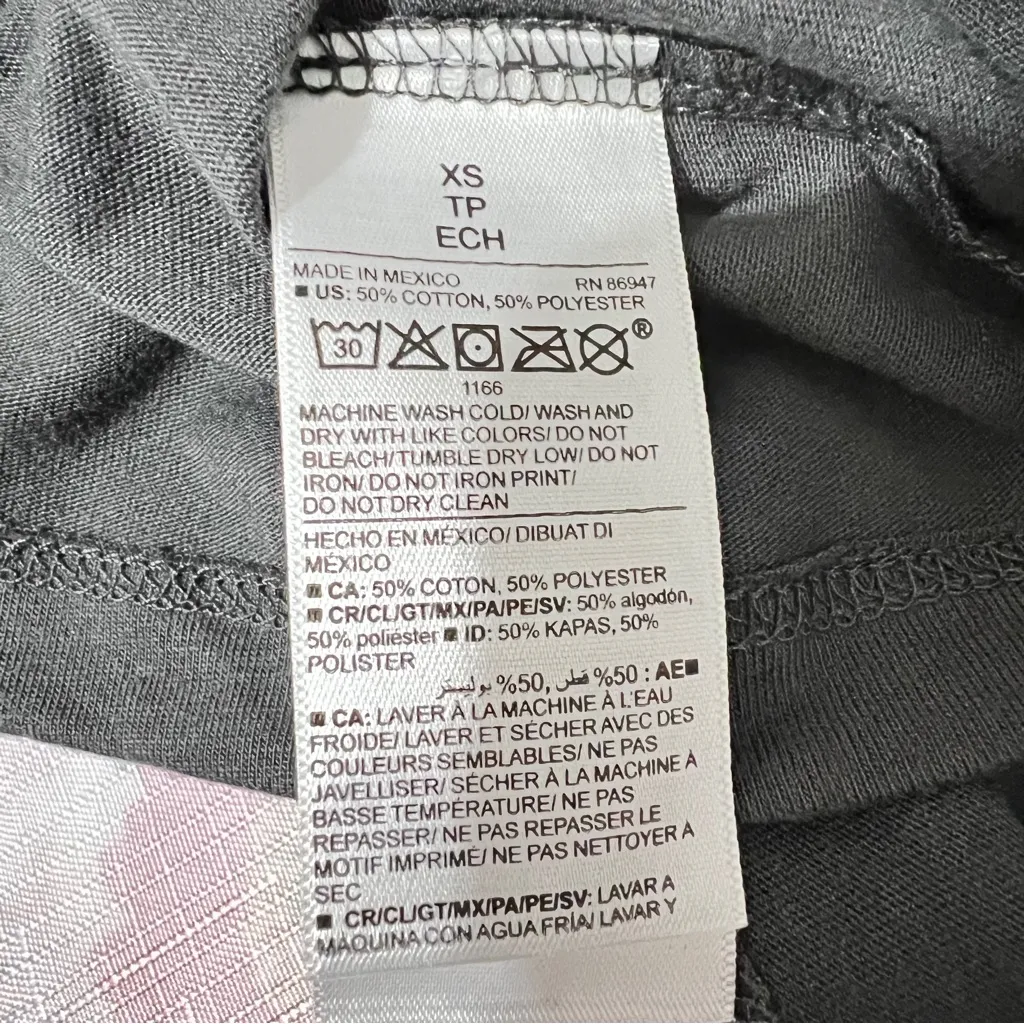 XS
TP
ECH
MADE IN MEXICO RN 86947
■ US: 50% COTTON, 50% POLYESTER
30 ®
1166
MACHINE WASH COLD/ WASH AND
DRY WITH LIKE COLORS/ DO NOT
BLEACH/TUMBLE DRY LOW/ DO NOT
IRON/ DO NOT IRON PRINT/
DO NOT DRY CLEAN
HECHO EN MÉXICO/ DIBUAT DI
MÉXICO
■ CA: 50% COTON, 50% POLYESTER
■ CR/CL/GT/MX/PA/PE/SV: 50% algodón,
50% poliéster ■ ID: 50% KAPAS, 50%
POLISTER
■AE : 50% قطن, 50% بوليستر
■ CA: LAVER À LA MACHINE À L'EAU
FROIDE/ LAVER ET SÉCHER AVEC DES
COULEURS SEMBLABLES/ NE PAS
JAVELLISER/ SÉCHER À LA MACHINE À
BASSE TEMPÉRATURE/ NE PAS
REPASSER/ NE PAS REPASSER LE
MOTIF IMPRIMÉ/ NE PAS NETTOYER À
SEC
■ CR/CL/GT/MX/PA/PE/SV: LAVAR A
MAQUINA CON AGUA FRÍA/ LAVAR Y